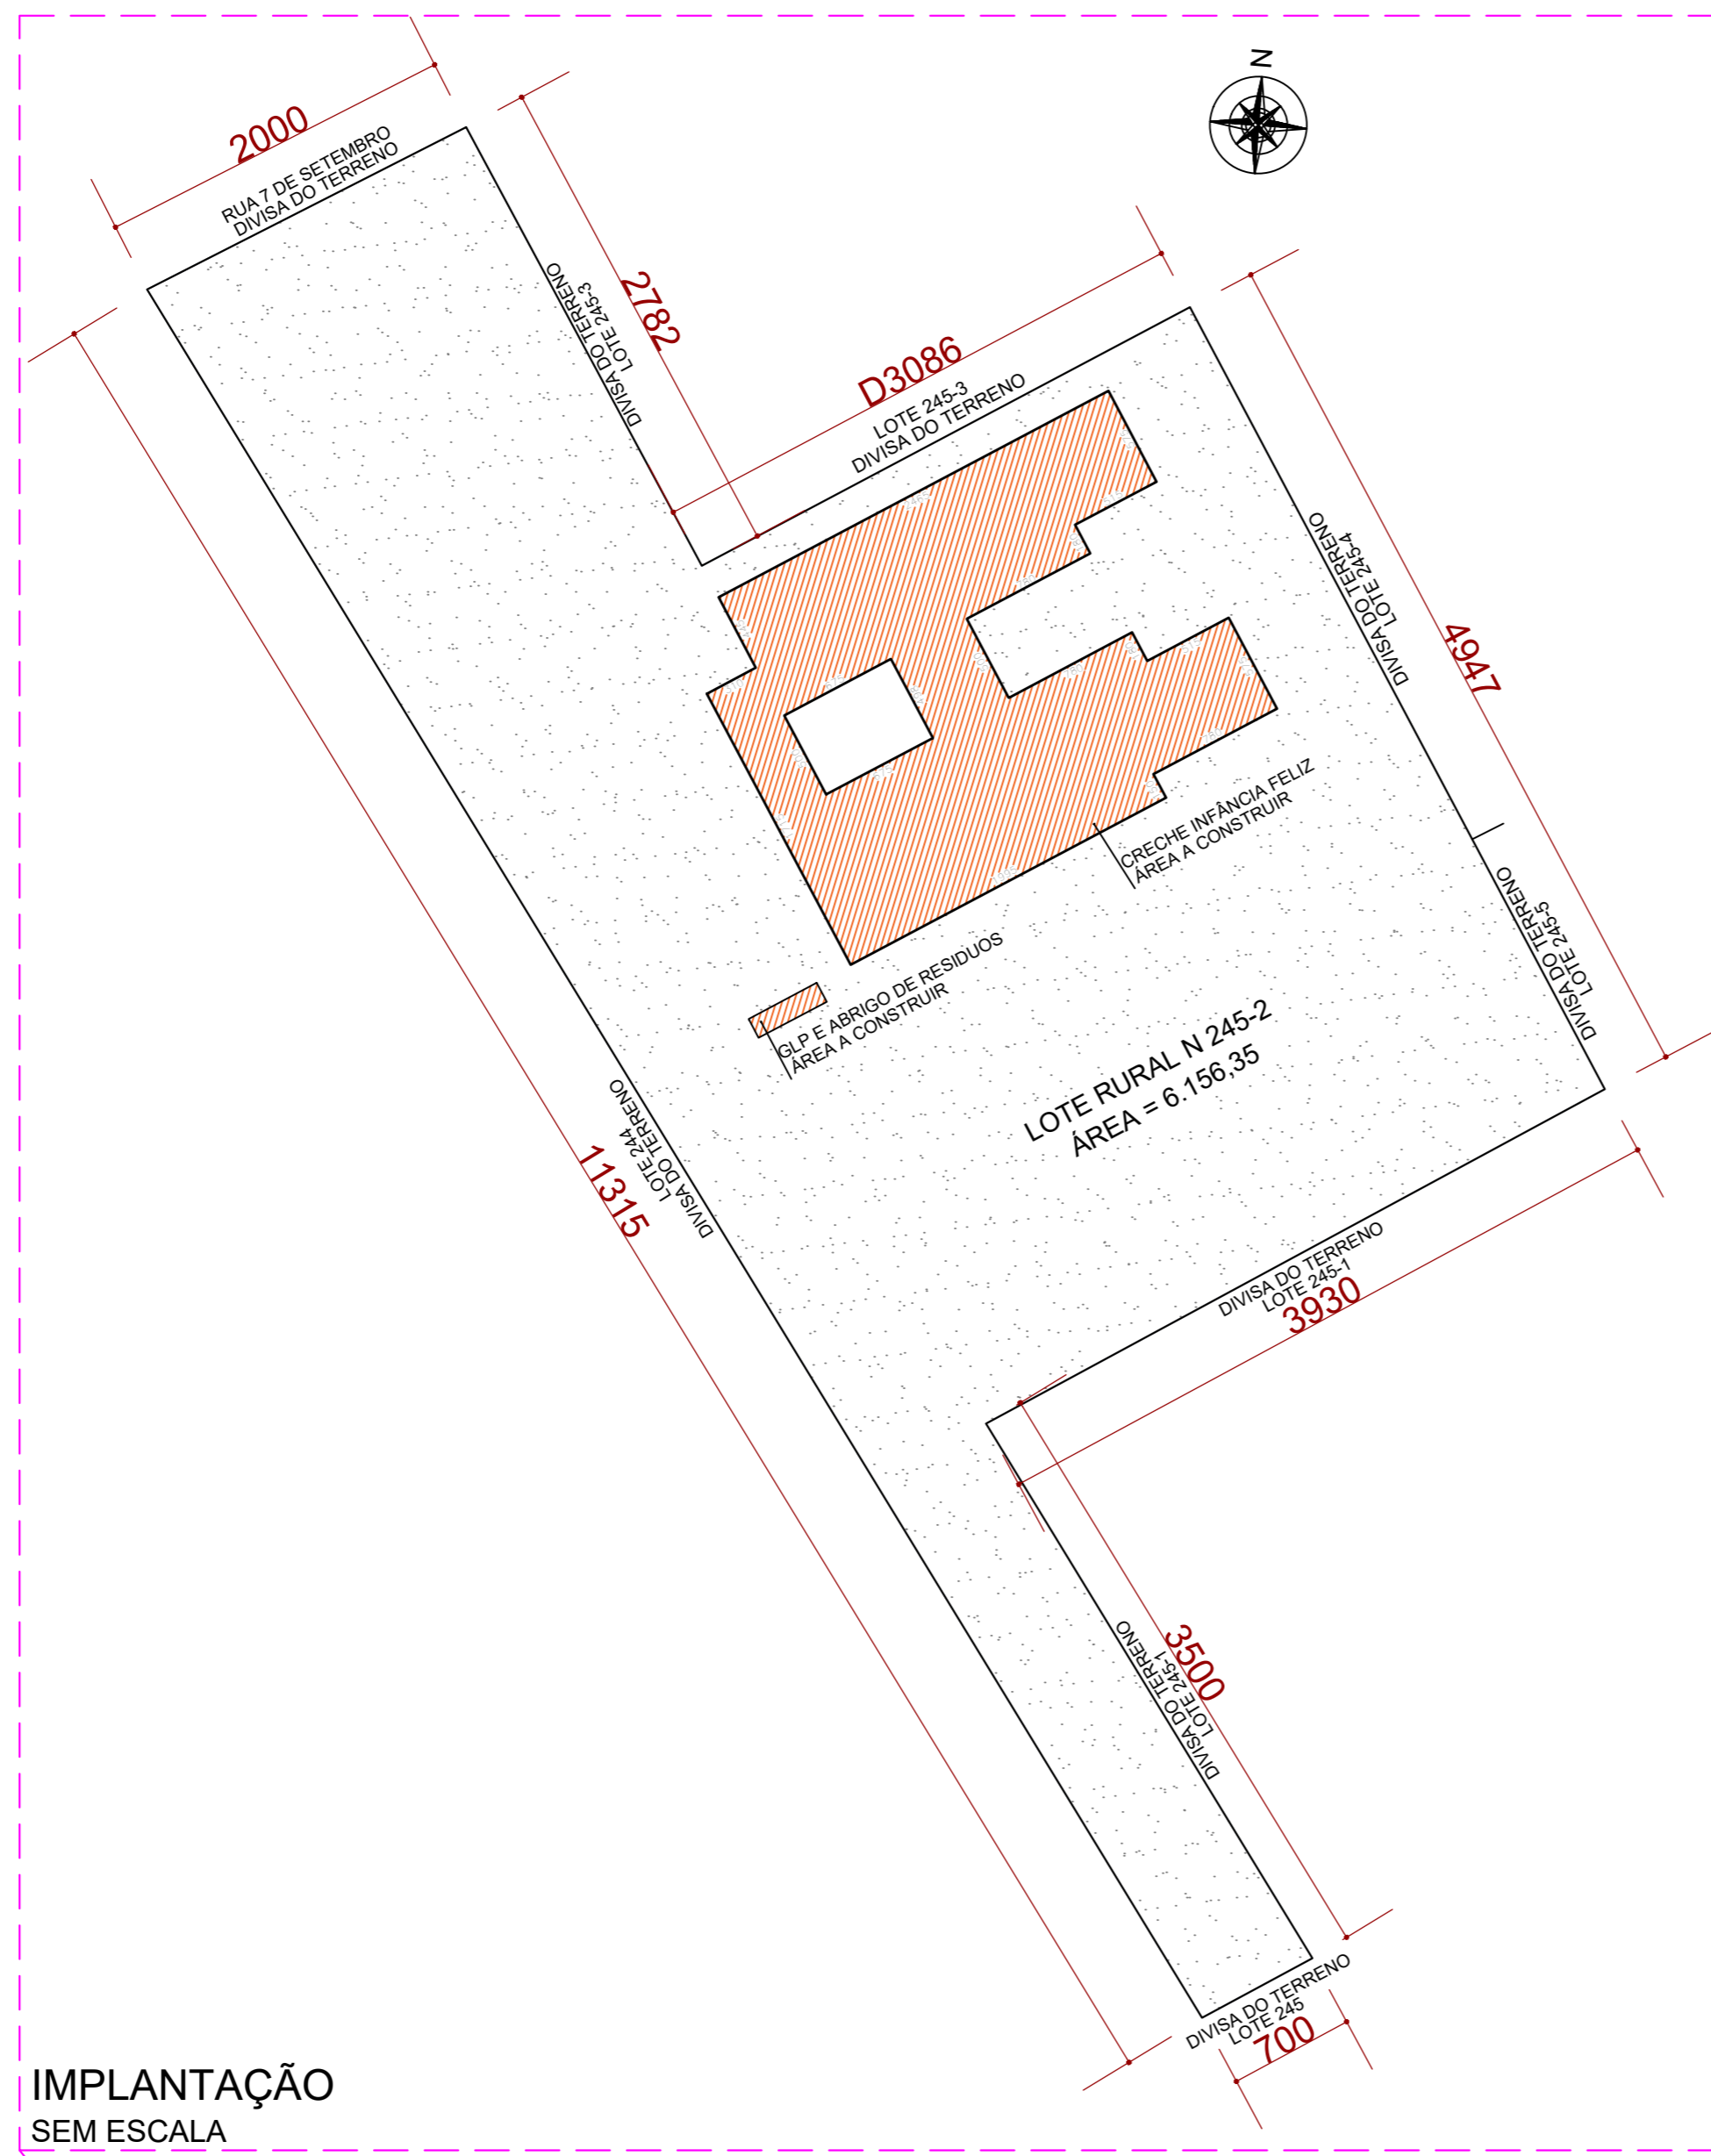 N
2000
RUA 7 DE SETEMBRO
DIVISA DO TERRENO
2782
DIVISA DO TERRENO
LOTE 245-3
D3086
LOTE 245-3
DIVISA DO TERRENO
4947
DIVISA DO TERRENO
LOTE 245-4
CRECHE INFÂNCIA FELIZ
ÁREA A CONSTRUIR
DIVISA DO TERRENO
LOTE 245-5
GLP E ABRIGO DE RESIDUOS
ÁREA A CONSTRUIR
LOTE RURAL N 245-2
ÁREA = 6.156,35
11315
LOTE 244
DIVISA DO TERRENO
DIVISA DO TERRENO
LOTE 245-1
3930
3500
DIVISA DO TERRENO
LOTE 245-1
DIVISA DO TERRENO
LOTE 245
700
IMPLANTAÇÃO
SEM ESCALA